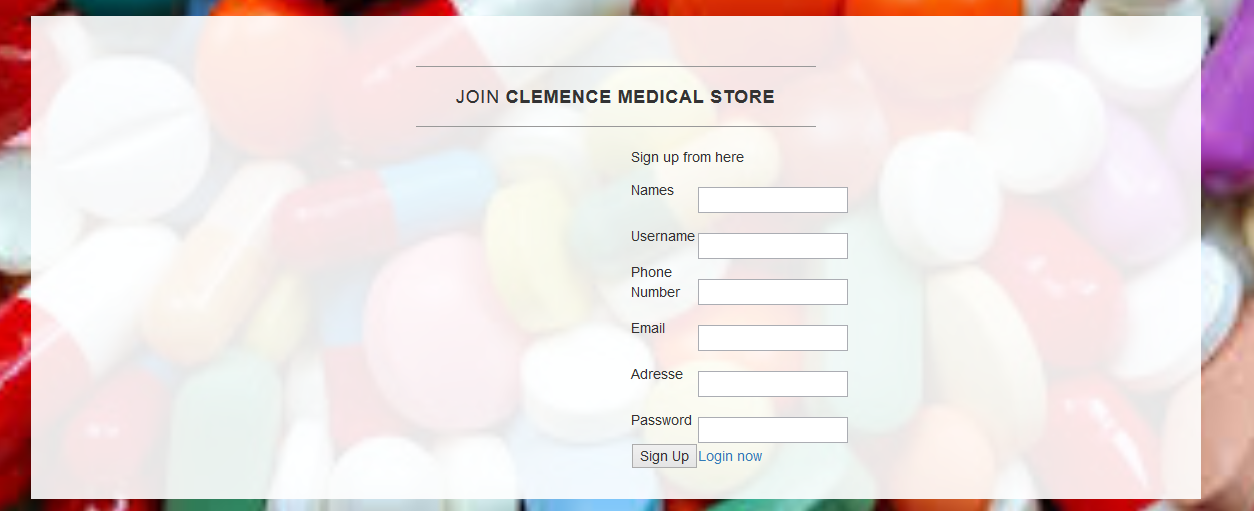 JOIN CLEMENCE MEDICAL STORE
Sign up from here
Names
Username
Phone
Number
Email
Adresse
Password
Sign Up Login now